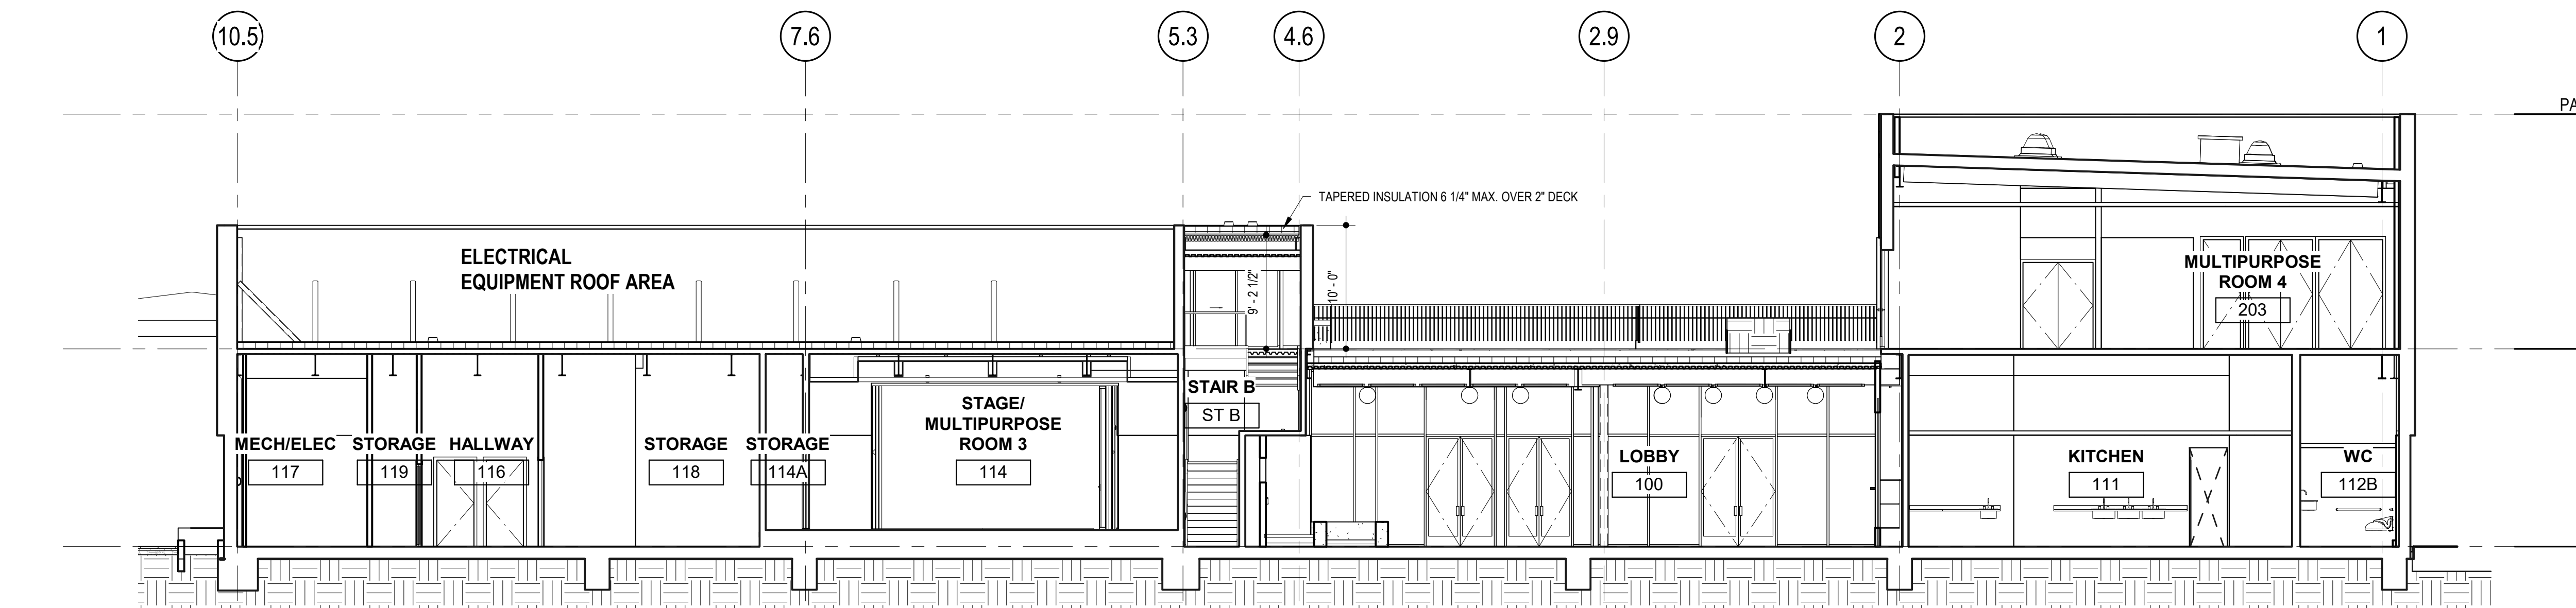 10.5
7.6
5.3
4.6
2.9
2
1
PA
TAPERED INSULATION 6 1/4" MAX. OVER 2" DECK
ELECTRICAL
EQUIPMENT ROOF AREA
9' - 2 1/2"
10' - 0"
MULTIPURPOSE
ROOM 4
203
STAIR B
ST B
STAGE/
MULTIPURPOSE
ROOM 3
114
MECH/ELEC
117
STORAGE
119
HALLWAY
116
STORAGE
118
STORAGE
114A
LOBBY
100
KITCHEN
111
WC
112B